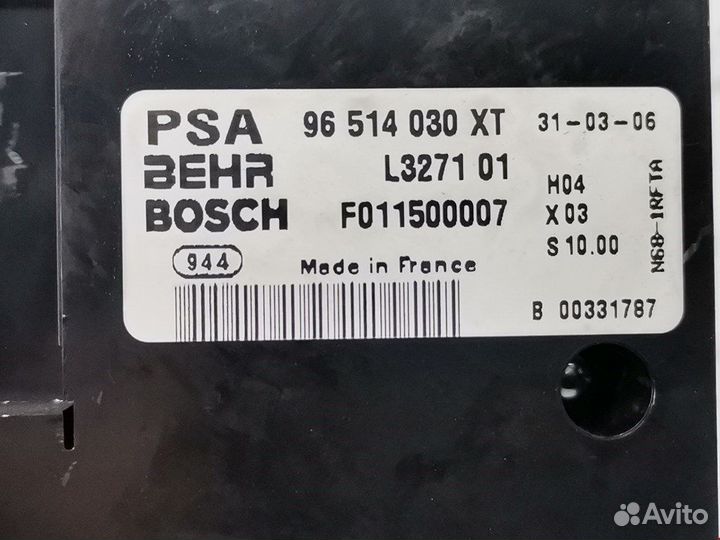 PSA 96 514 030 XT 31-03-06
BEHR L3271 01 H04
BOSCH F011500007 X 03
944 Made in France S 10.00
N68-1RFTA
B 00331787
Avito